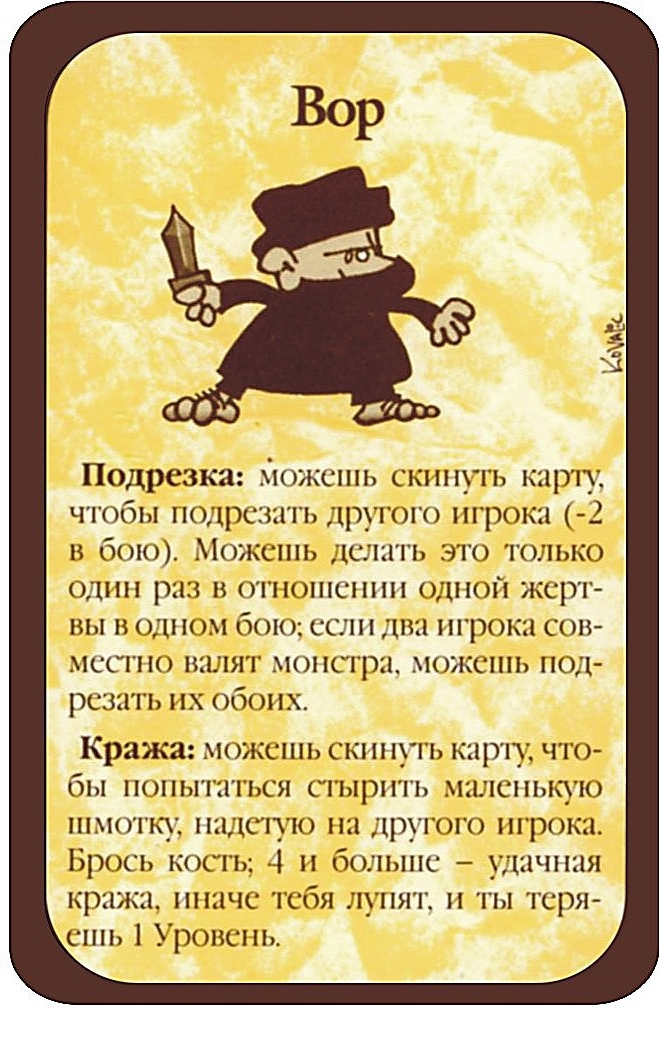 Вор
KOVALIC
Подрезка: можешь скинуть карту,
чтобы подрезать другого игрока (-2
в бою). Можешь делать это только
один раз в отношении одной жерт-
вы в одном бою; если два игрока сов-
местно валят монстра, можешь под-
резать их обоих.
Кража: можешь скинуть карту, что-
бы попытаться стырить маленькую
шмотку, надетую на другого игрока.
Брось кость; 4 и больше – удачная
кража, иначе тебя лупят, и ты теря-
ешь 1 Уровень.